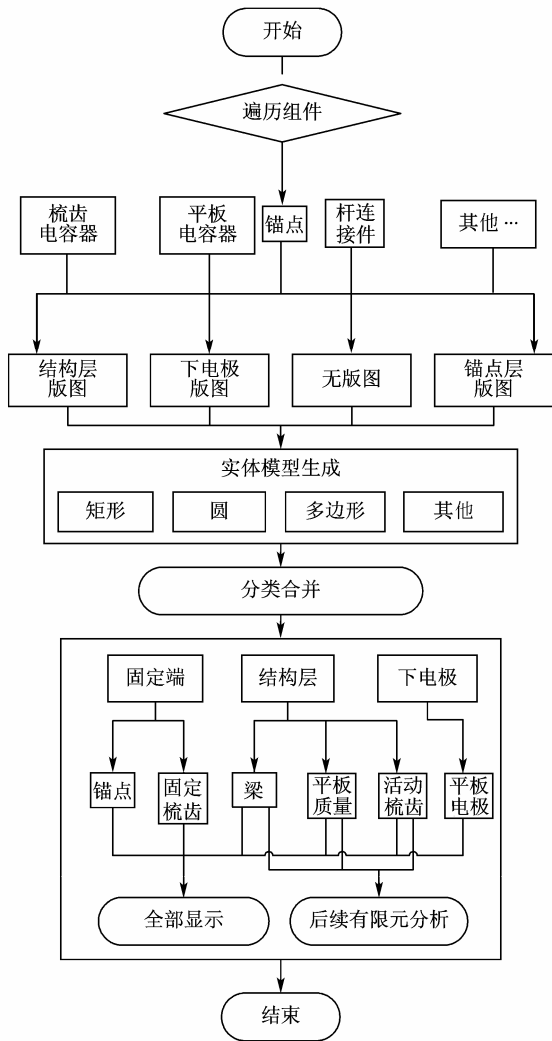 开始
遍历组件
梳齿
电容器
平板
电容器
锚点
杆连
接件
其他…
结构层
版图
下电极
版图
无版图
锚点层
版图
实体模型生成
矩形
圆
多边形
其他
分类合并
固定端
结构层
下电极
锚点
固定
梳齿
梁
平板
质量
活动
梳齿
平板
电极
全部显示
后续有限元分析
结束